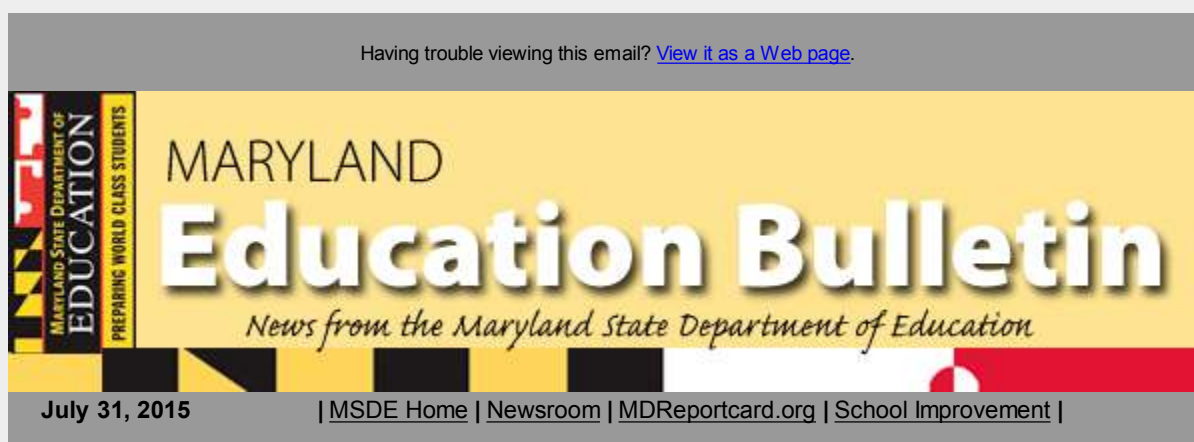 Having trouble viewing this email? View it as a Web page.
MARYLAND STATE DEPARTMENT OF
EDUCATION
PREPARING WORLD CLASS STUDENTS
MARYLAND
Education Bulletin
News from the Maryland State Department of Education
July 31, 2015 | MSDE Home | Newsroom | MDReportcard.org | School Improvement |